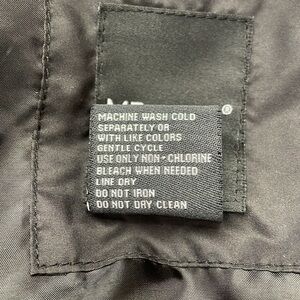 ®
MACHINE WASH COLD
SEPARATELY OR
WITH LIKE COLORS
GENTLE CYCLE
USE ONLY NON-CHLORINE
BLEACH WHEN NEEDED
LINE DRY
DO NOT IRON
DO NOT DRY CLEAN